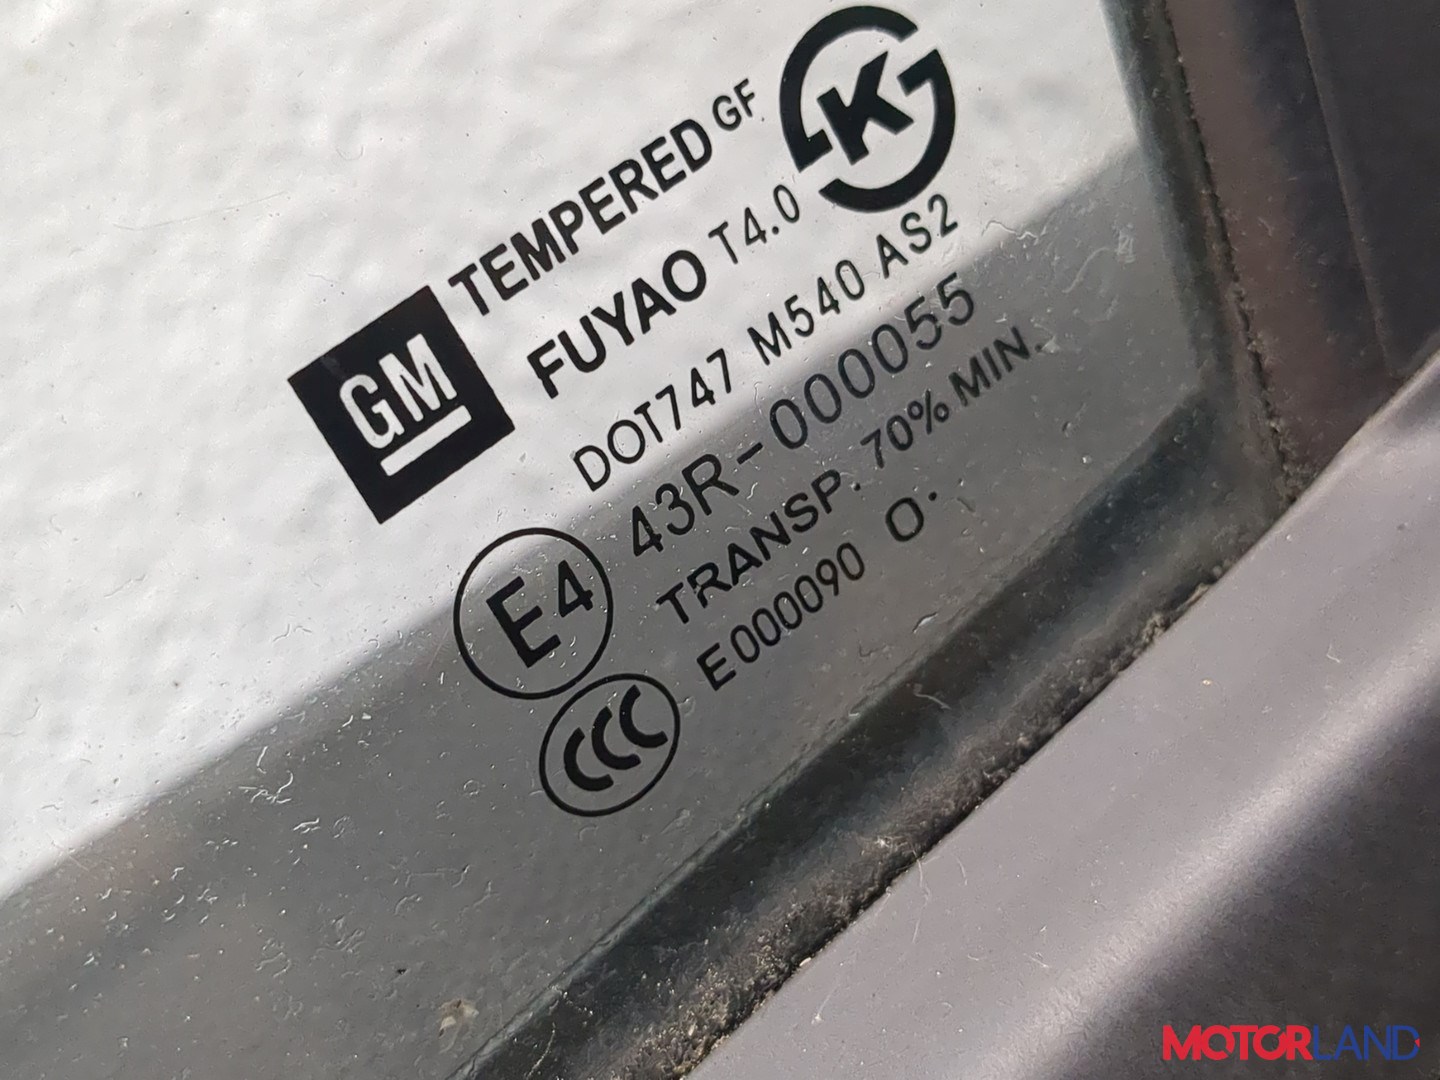 TEMPERED GF
GM
FUYAO T4.0
K
DOT747 M540 AS2
E4
43R-000055
TRANSP. 70% MIN.
CCC
E000090 O.
MOTORLAND